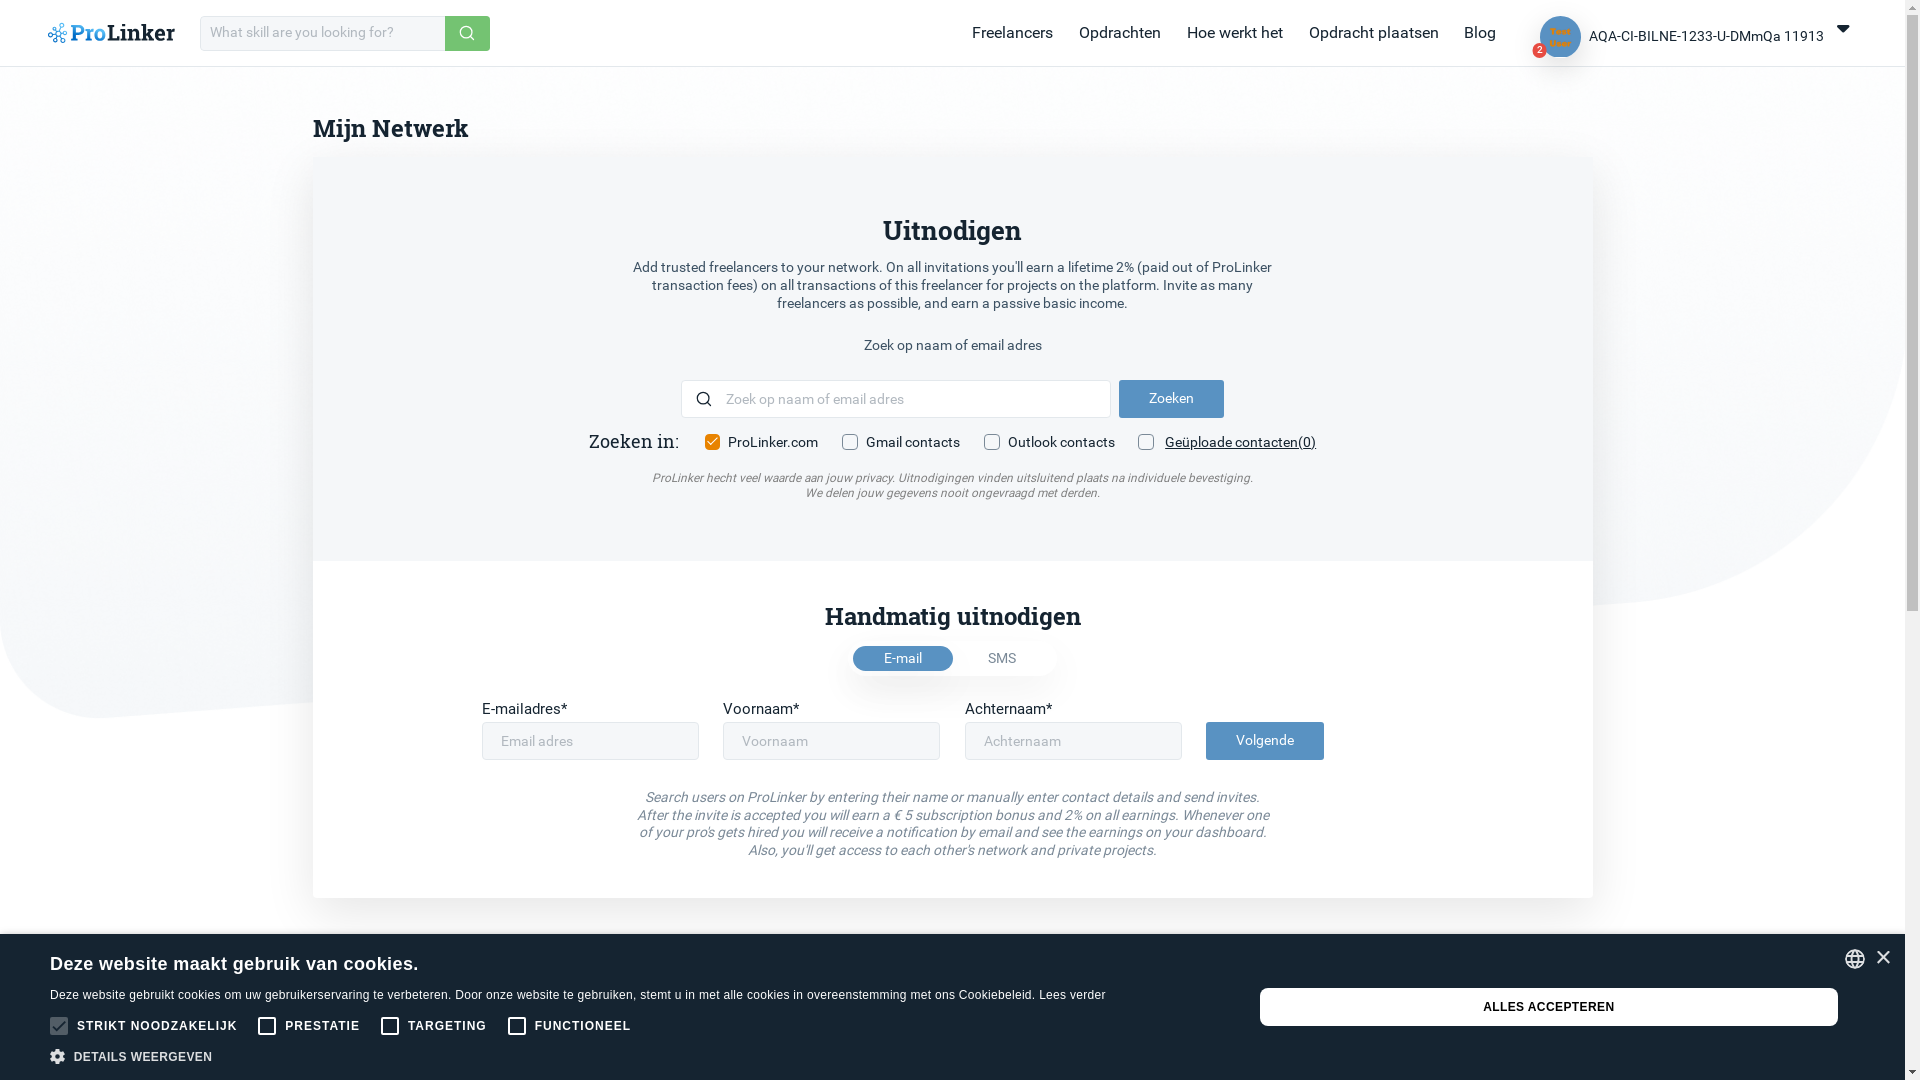 ProLinker
What skill are you looking for?
Freelancers
Opdrachten
Hoe werkt het
Opdracht plaatsen
Blog
Test
User
2
AQA-CI-BILNE-1233-U-DMmQa 11913
Mijn Netwerk
Uitnodigen
Add trusted freelancers to your network. On all invitations you'll earn a lifetime 2% (paid out of ProLinker
transaction fees) on all transactions of this freelancer for projects on the platform. Invite as many
freelancers as possible, and earn a passive basic income.
Zoek op naam of email adres
Zoek op naam of email adres
Zoeken
Zoeken in:
ProLinker.com
Gmail contacts
Outlook contacts
Geüploade contacten(0)
ProLinker hecht veel waarde aan jouw privacy. Uitnodigingen vinden uitsluitend plaats na individuele bevestiging.
We delen jouw gegevens nooit ongevraagd met derden.
Handmatig uitnodigen
E-mail
SMS
E-mailadres*
Voornaam*
Achternaam*
Email adres
Voornaam
Achternaam
Volgende
Search users on ProLinker by entering their name or manually enter contact details and send invites.
After the invite is accepted you will earn a € 5 subscription bonus and 2% on all earnings. Whenever one
of your pro's gets hired you will receive a notification by email and see the earnings on your dashboard.
Also, you'll get access to each other's network and private projects.
Deze website maakt gebruik van cookies.
×
Deze website gebruikt cookies om uw gebruikerservaring te verbeteren. Door onze website te gebruiken, stemt u in met alle cookies in overeenstemming met ons Cookiebeleid. Lees verder
ALLES ACCEPTEREN
STRIKT NOODZAKELIJK
PRESTATIE
TARGETING
FUNCTIONEEL
DETAILS WEERGEVEN